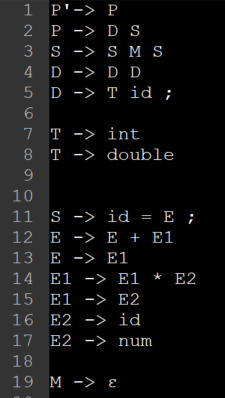 1 P'-> P
2 P -> D S
3 S -> S M S
4 D -> D D
5 D -> T id ;
6
7 T -> int
8 T -> double
9
10
11 S -> id = E ;
12 E -> E + E1
13 E -> E1
14 E1 -> E1 * E2
15 E1 -> E2
16 E2 -> id
17 E2 -> num
18
19 M -> ε